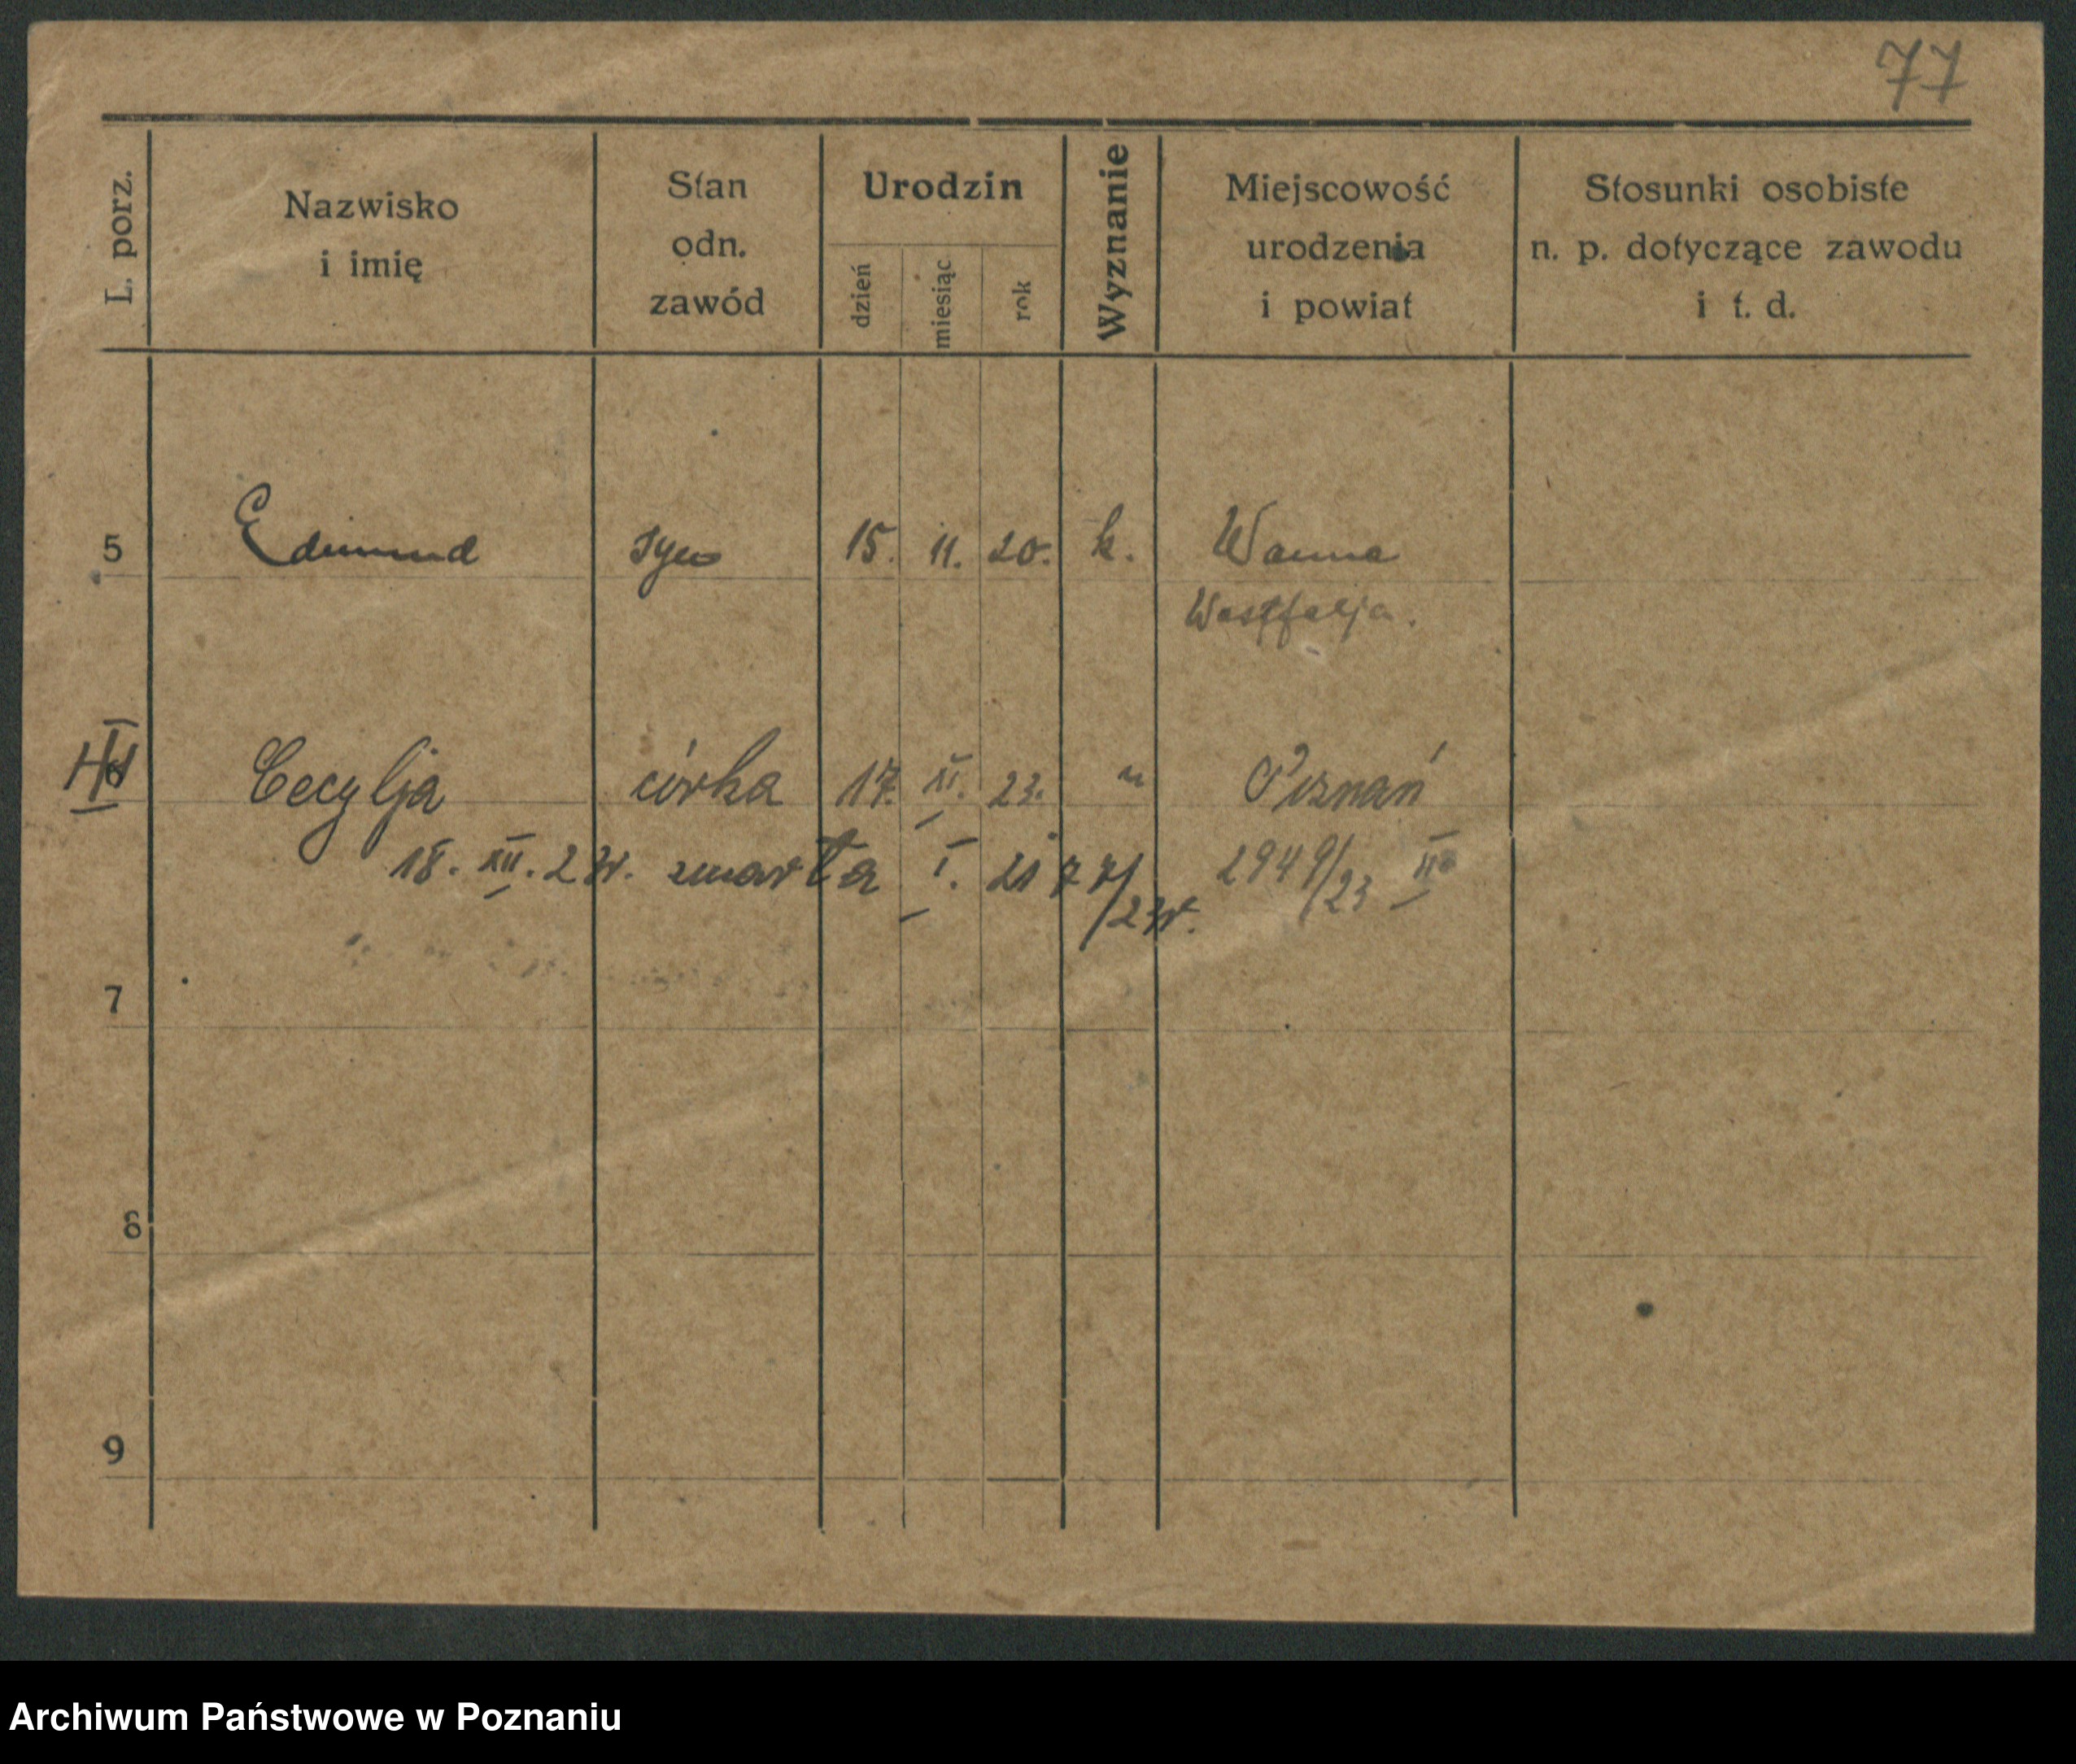 77
L. porz.
Nazwisko
i imię
Stan
odn.
zawód
Urodzin
dzień
miesiąc
rok
Wyznanie
Miejscowość
urodzenia
i powiat
Stosunki osobiste
n. p. dotyczące zawodu
i t. d.
5 Edmund syn 15. 11. 20. k. Wanne
Westfalja.
6 Cecylja córka 17. XI. 23. " Poznań
18. XII. zmarła I. 2949/23 II
7
8
9
Archiwum Państwowe w Poznaniu